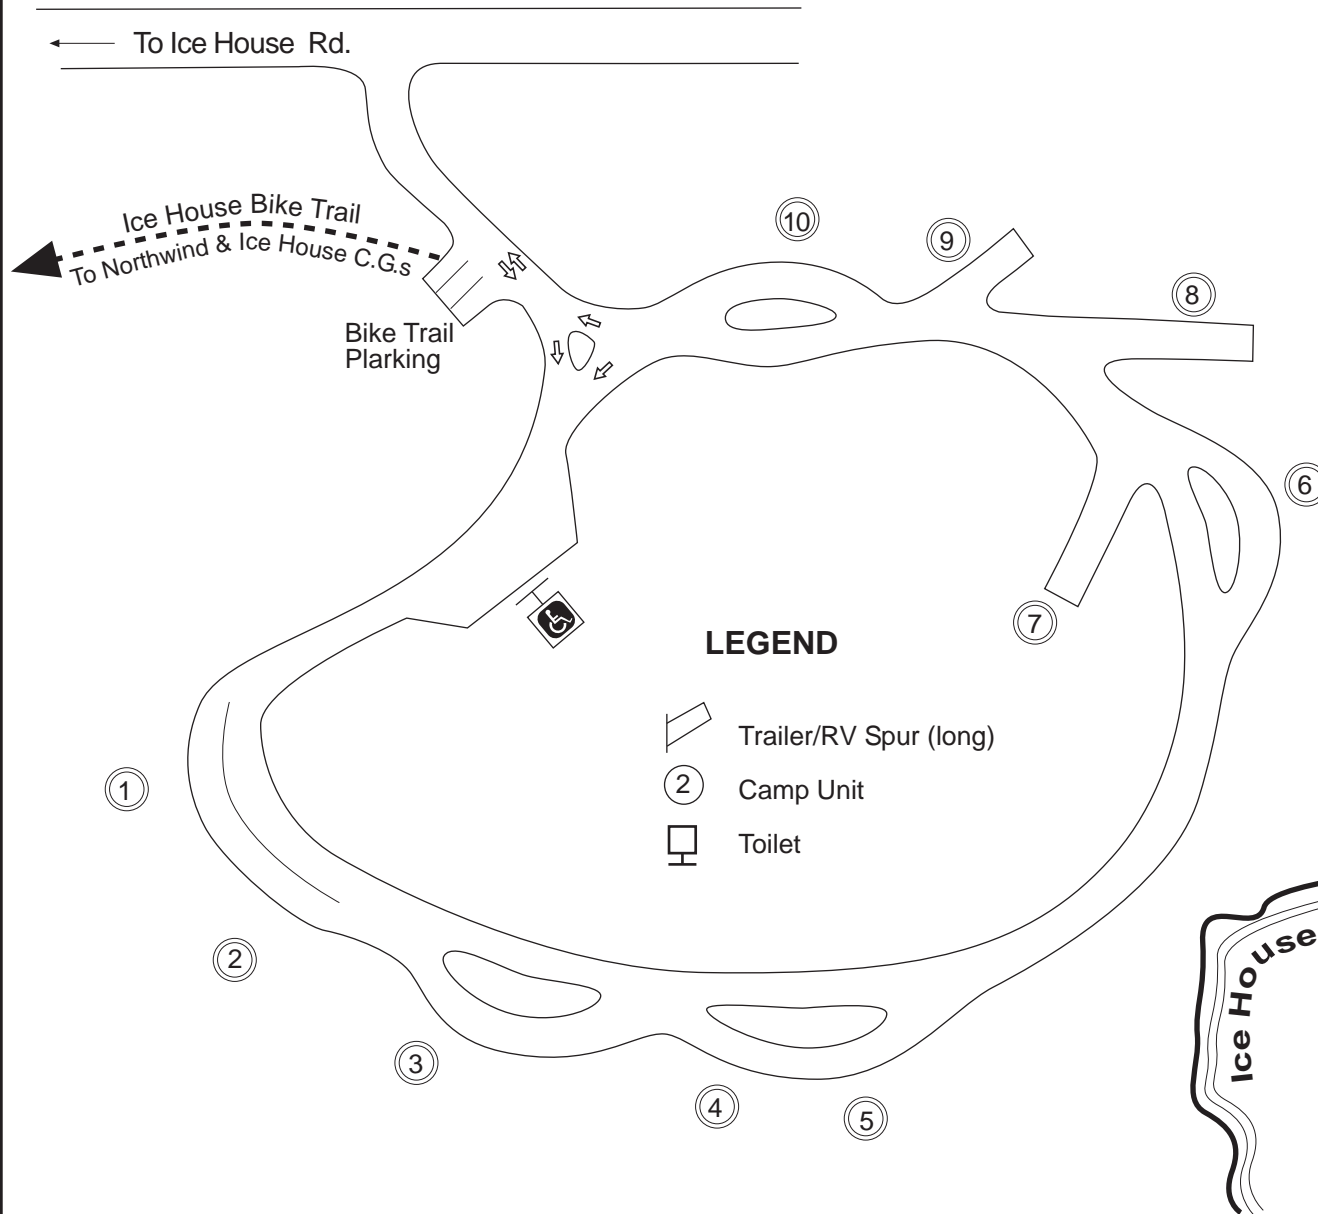 To Ice House Rd.
Ice House Bike Trail
To Northwind & Ice House C.G.s
Bike Trail
Plarking
10
9
8
6
7
LEGEND
Trailer/RV Spur (long)
2 Camp Unit
Toilet
1
2
3
4
5
Ice House